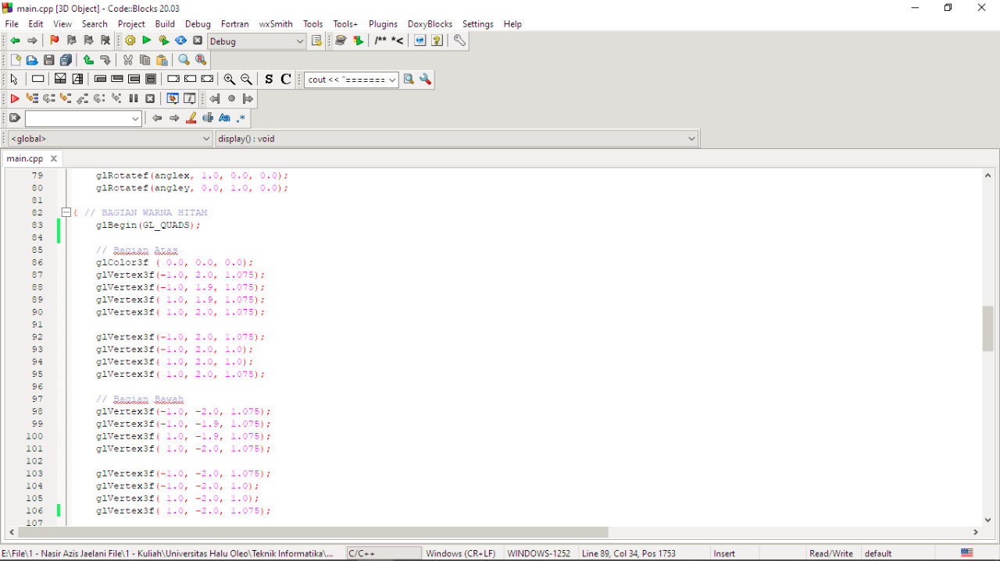 main.cpp [3D Object] - Code::Blocks 20.03
File Edit View Search Project Build Debug Fortran wxSmith Tools Tools+ Plugins DoxyBlocks Settings Help
Debug /** *<
S C cout << "=======
<global> display() : void
main.cpp
79 glRotatef(anglex, 1.0, 0.0, 0.0);
80 glRotatef(angley, 0.0, 1.0, 0.0);
81
82 { // BAGIAN WARNA HITAM
83 glBegin(GL_QUADS);
84
85 // Bagian Atas
86 glColor3f ( 0.0, 0.0, 0.0);
87 glVertex3f(-1.0, 2.0, 1.075);
88 glVertex3f(-1.0, 1.9, 1.075);
89 glVertex3f( 1.0, 1.9, 1.075);
90 glVertex3f( 1.0, 2.0, 1.075);
91
92 glVertex3f(-1.0, 2.0, 1.075);
93 glVertex3f(-1.0, 2.0, 1.0);
94 glVertex3f( 1.0, 2.0, 1.0);
95 glVertex3f( 1.0, 2.0, 1.075);
96
97 // Bagian Bawah
98 glVertex3f(-1.0, -2.0, 1.075);
99 glVertex3f(-1.0, -1.9, 1.075);
100 glVertex3f( 1.0, -1.9, 1.075);
101 glVertex3f( 1.0, -2.0, 1.075);
102
103 glVertex3f(-1.0, -2.0, 1.075);
104 glVertex3f(-1.0, -2.0, 1.0);
105 glVertex3f( 1.0, -2.0, 1.0);
106 glVertex3f( 1.0, -2.0, 1.075);
107
E:\File\1 - Nasir Azis Jaelani File\1 - Kuliah\Universitas Halu Oleo\Teknik Informatika\... C/C++ Windows (CR+LF) WINDOWS-1252 Line 89, Col 34, Pos 1753 Insert Read/Write default